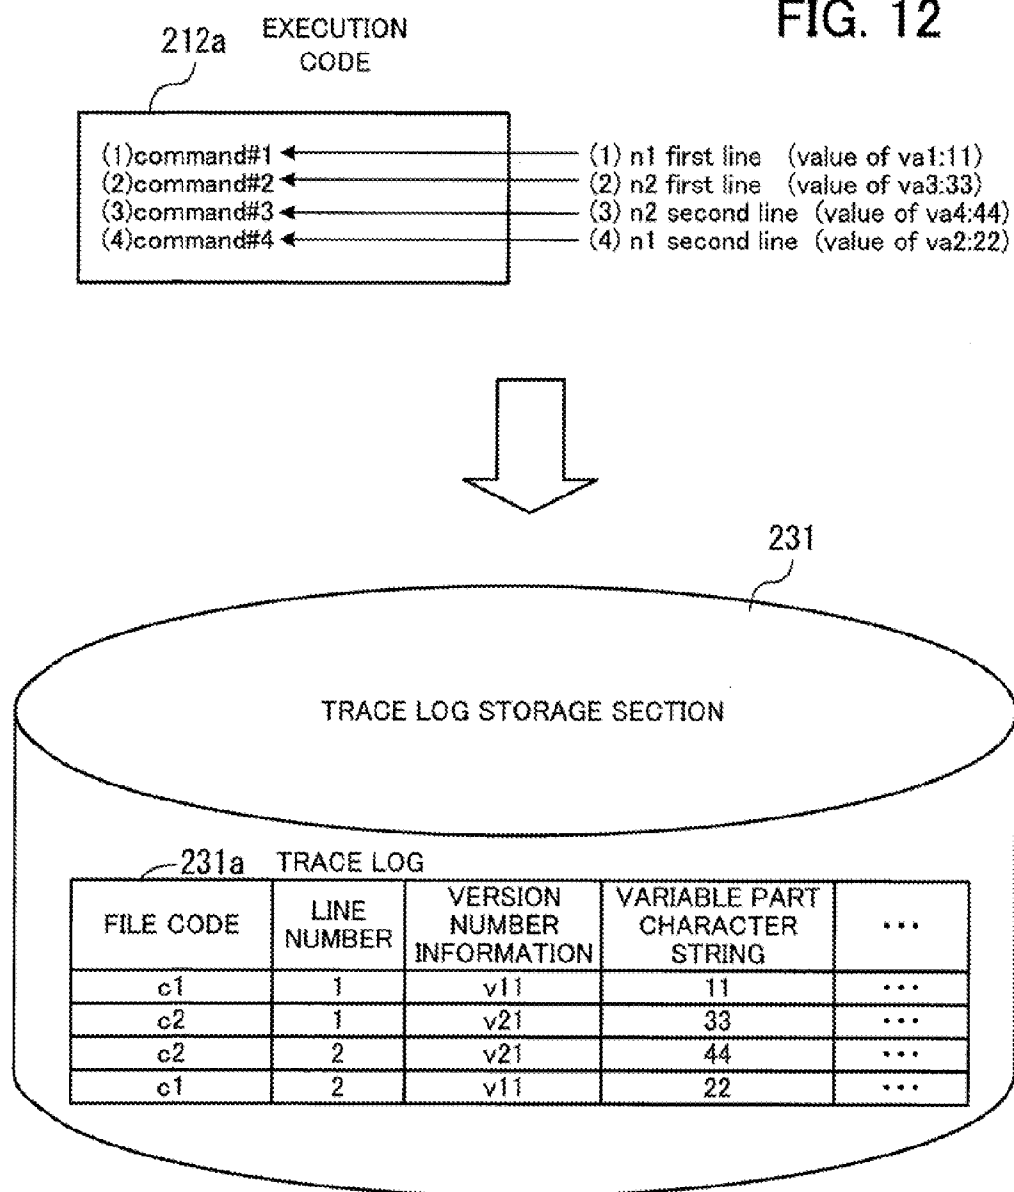 FIG. 12
212a
EXECUTION
CODE
(1)command#1 (1) n1 first line (value of va1:11)
(2)command#2 (2) n2 first line (value of va3:33)
(3)command#3 (3) n2 second line (value of va4:44)
(4)command#4 (4) n1 second line (value of va2:22)
231
TRACE LOG STORAGE SECTION
231a TRACE LOG
FILE CODE LINE NUMBER VERSION NUMBER INFORMATION VARIABLE PART CHARACTER STRING ...
c1 1 v11 11 ...
c2 1 v21 33 ...
c2 2 v21 44 ...
c1 2 v11 22 ...